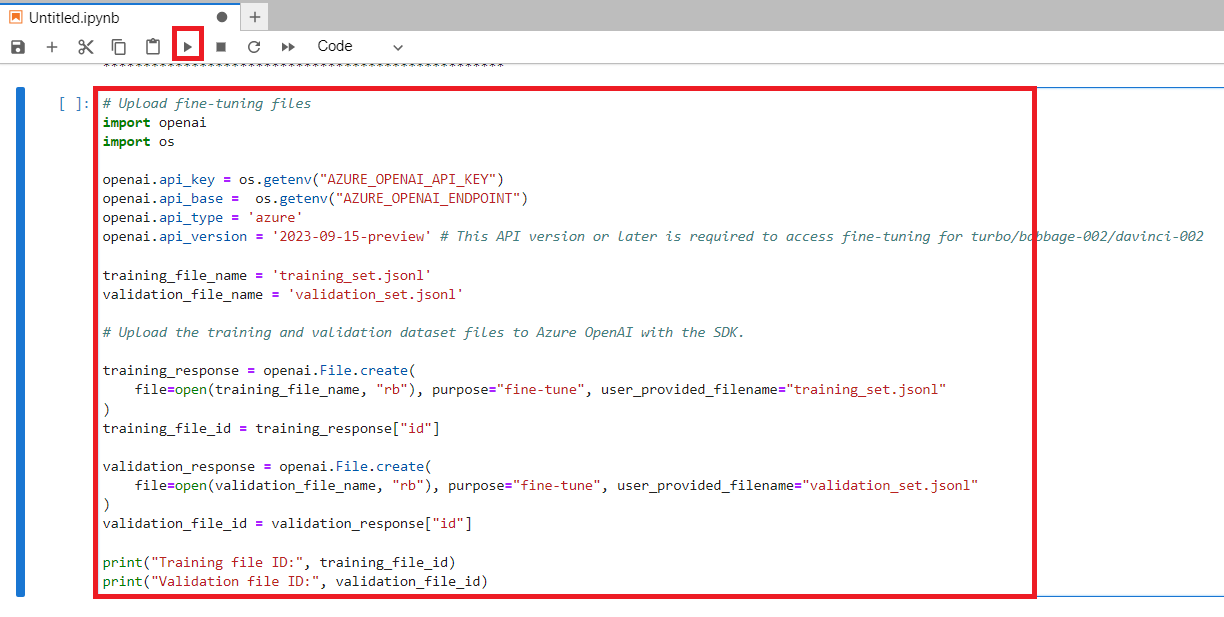 Untitled.ipynb
Code
**************************************************
[ ]:
# Upload fine-tuning files
import openai
import os
openai.api_key = os.getenv("AZURE_OPENAI_API_KEY")
openai.api_base =  os.getenv("AZURE_OPENAI_ENDPOINT")
openai.api_type = 'azure'
openai.api_version = '2023-09-15-preview' # This API version or later is required to access fine-tuning for turbo/babbage-002/davinci-002
training_file_name = 'training_set.jsonl'
validation_file_name = 'validation_set.jsonl'
# Upload the training and validation dataset files to Azure OpenAI with the SDK.
training_response = openai.File.create(
    file=open(training_file_name, "rb"), purpose="fine-tune", user_provided_filename="training_set.jsonl"
)
training_file_id = training_response["id"]
validation_response = openai.File.create(
    file=open(validation_file_name, "rb"), purpose="fine-tune", user_provided_filename="validation_set.jsonl"
)
validation_file_id = validation_response["id"]
print("Training file ID:", training_file_id)
print("Validation file ID:", validation_file_id)